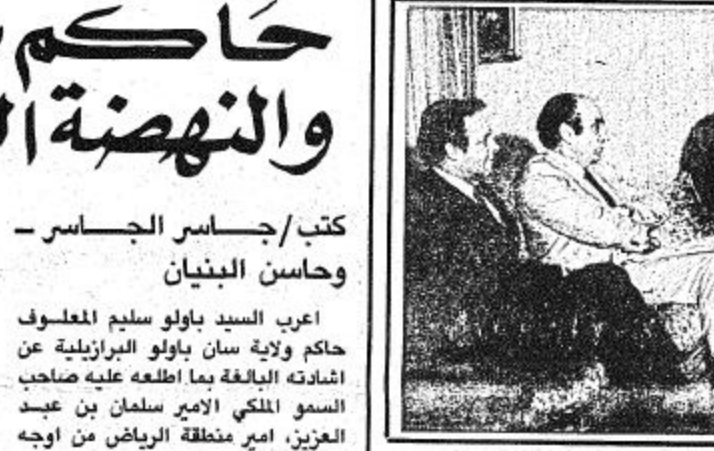 حاكم
والنهضة
كتب/جاسر الجاسر -
وحاسن البنيان
اعرب السيد باولو سليم المعلوف
حاكم ولاية سان باولو البرازيلية عن
اشادته البالغة بما اطلعه عليه صاحب
السمو الملكي الامير سلمان بن عبد
العزيز، امير منطقة الرياض من اوجه